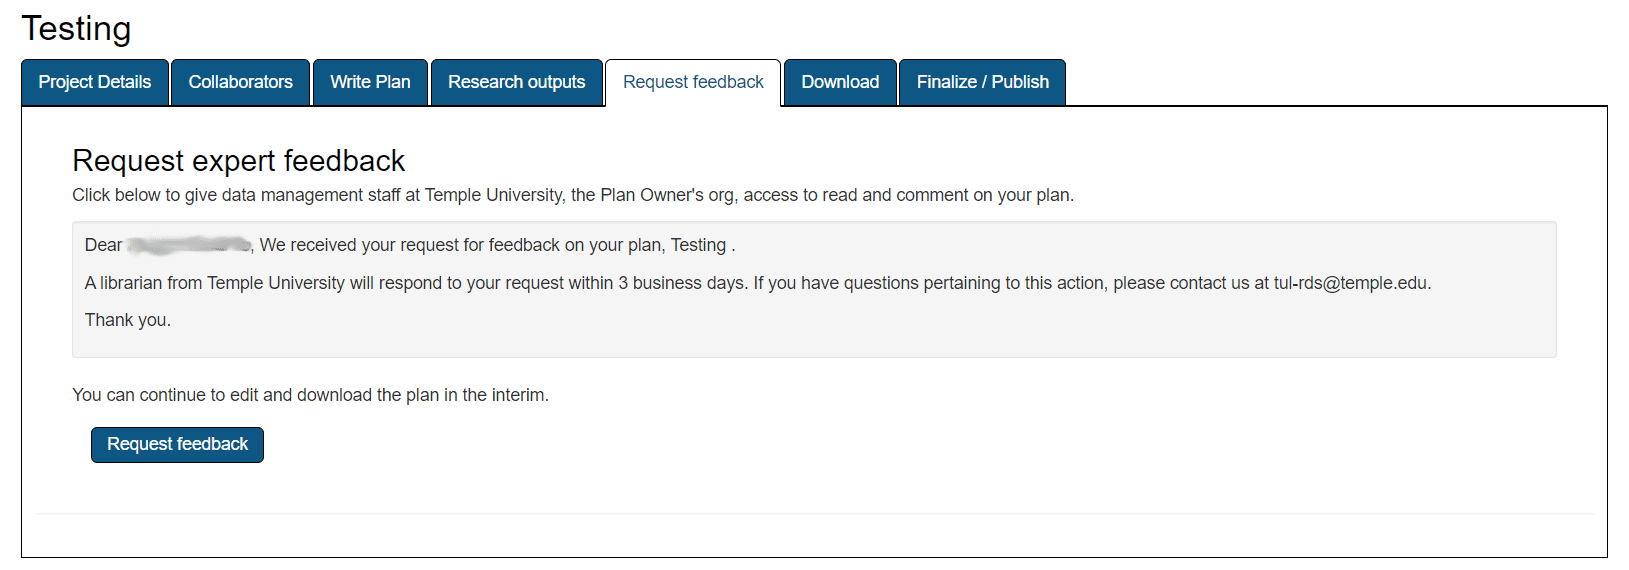 Testing
Project Details
Collaborators
Write Plan
Research outputs
Request feedback
Download
Finalize / Publish
Request expert feedback
Click below to give data management staff at Temple University, the Plan Owner's org, access to read and comment on your plan.
Dear , We received your request for feedback on your plan, Testing .
A librarian from Temple University will respond to your request within 3 business days. If you have questions pertaining to this action, please contact us at tul-rds@temple.edu.
Thank you.
You can continue to edit and download the plan in the interim.
Request feedback